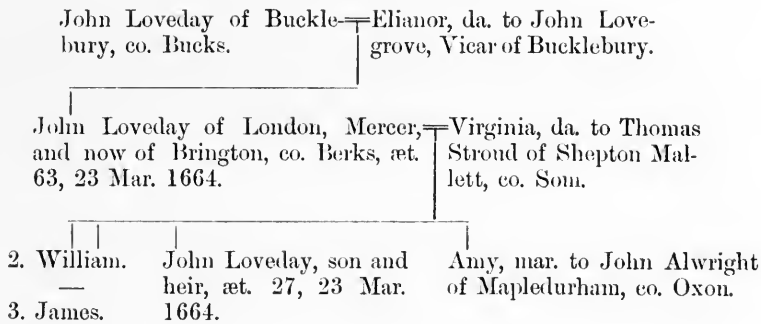 John Loveday of Buckle-
bury, co. Bucks.
Elianor, da. to John Love-
grove, Vicar of Bucklebury.
John Loveday of London, Mercer,
and now of Brington, co. Berks, æt.
63, 23 Mar. 1664.
Virginia, da. to Thomas
Stroud of Shepton Mal-
lett, co. Som.
2. William.
—
3. James.
John Loveday, son and
heir, æt. 27, 23 Mar.
1664.
Amy, mar. to John Alwright
of Mapledurham, co. Oxon.